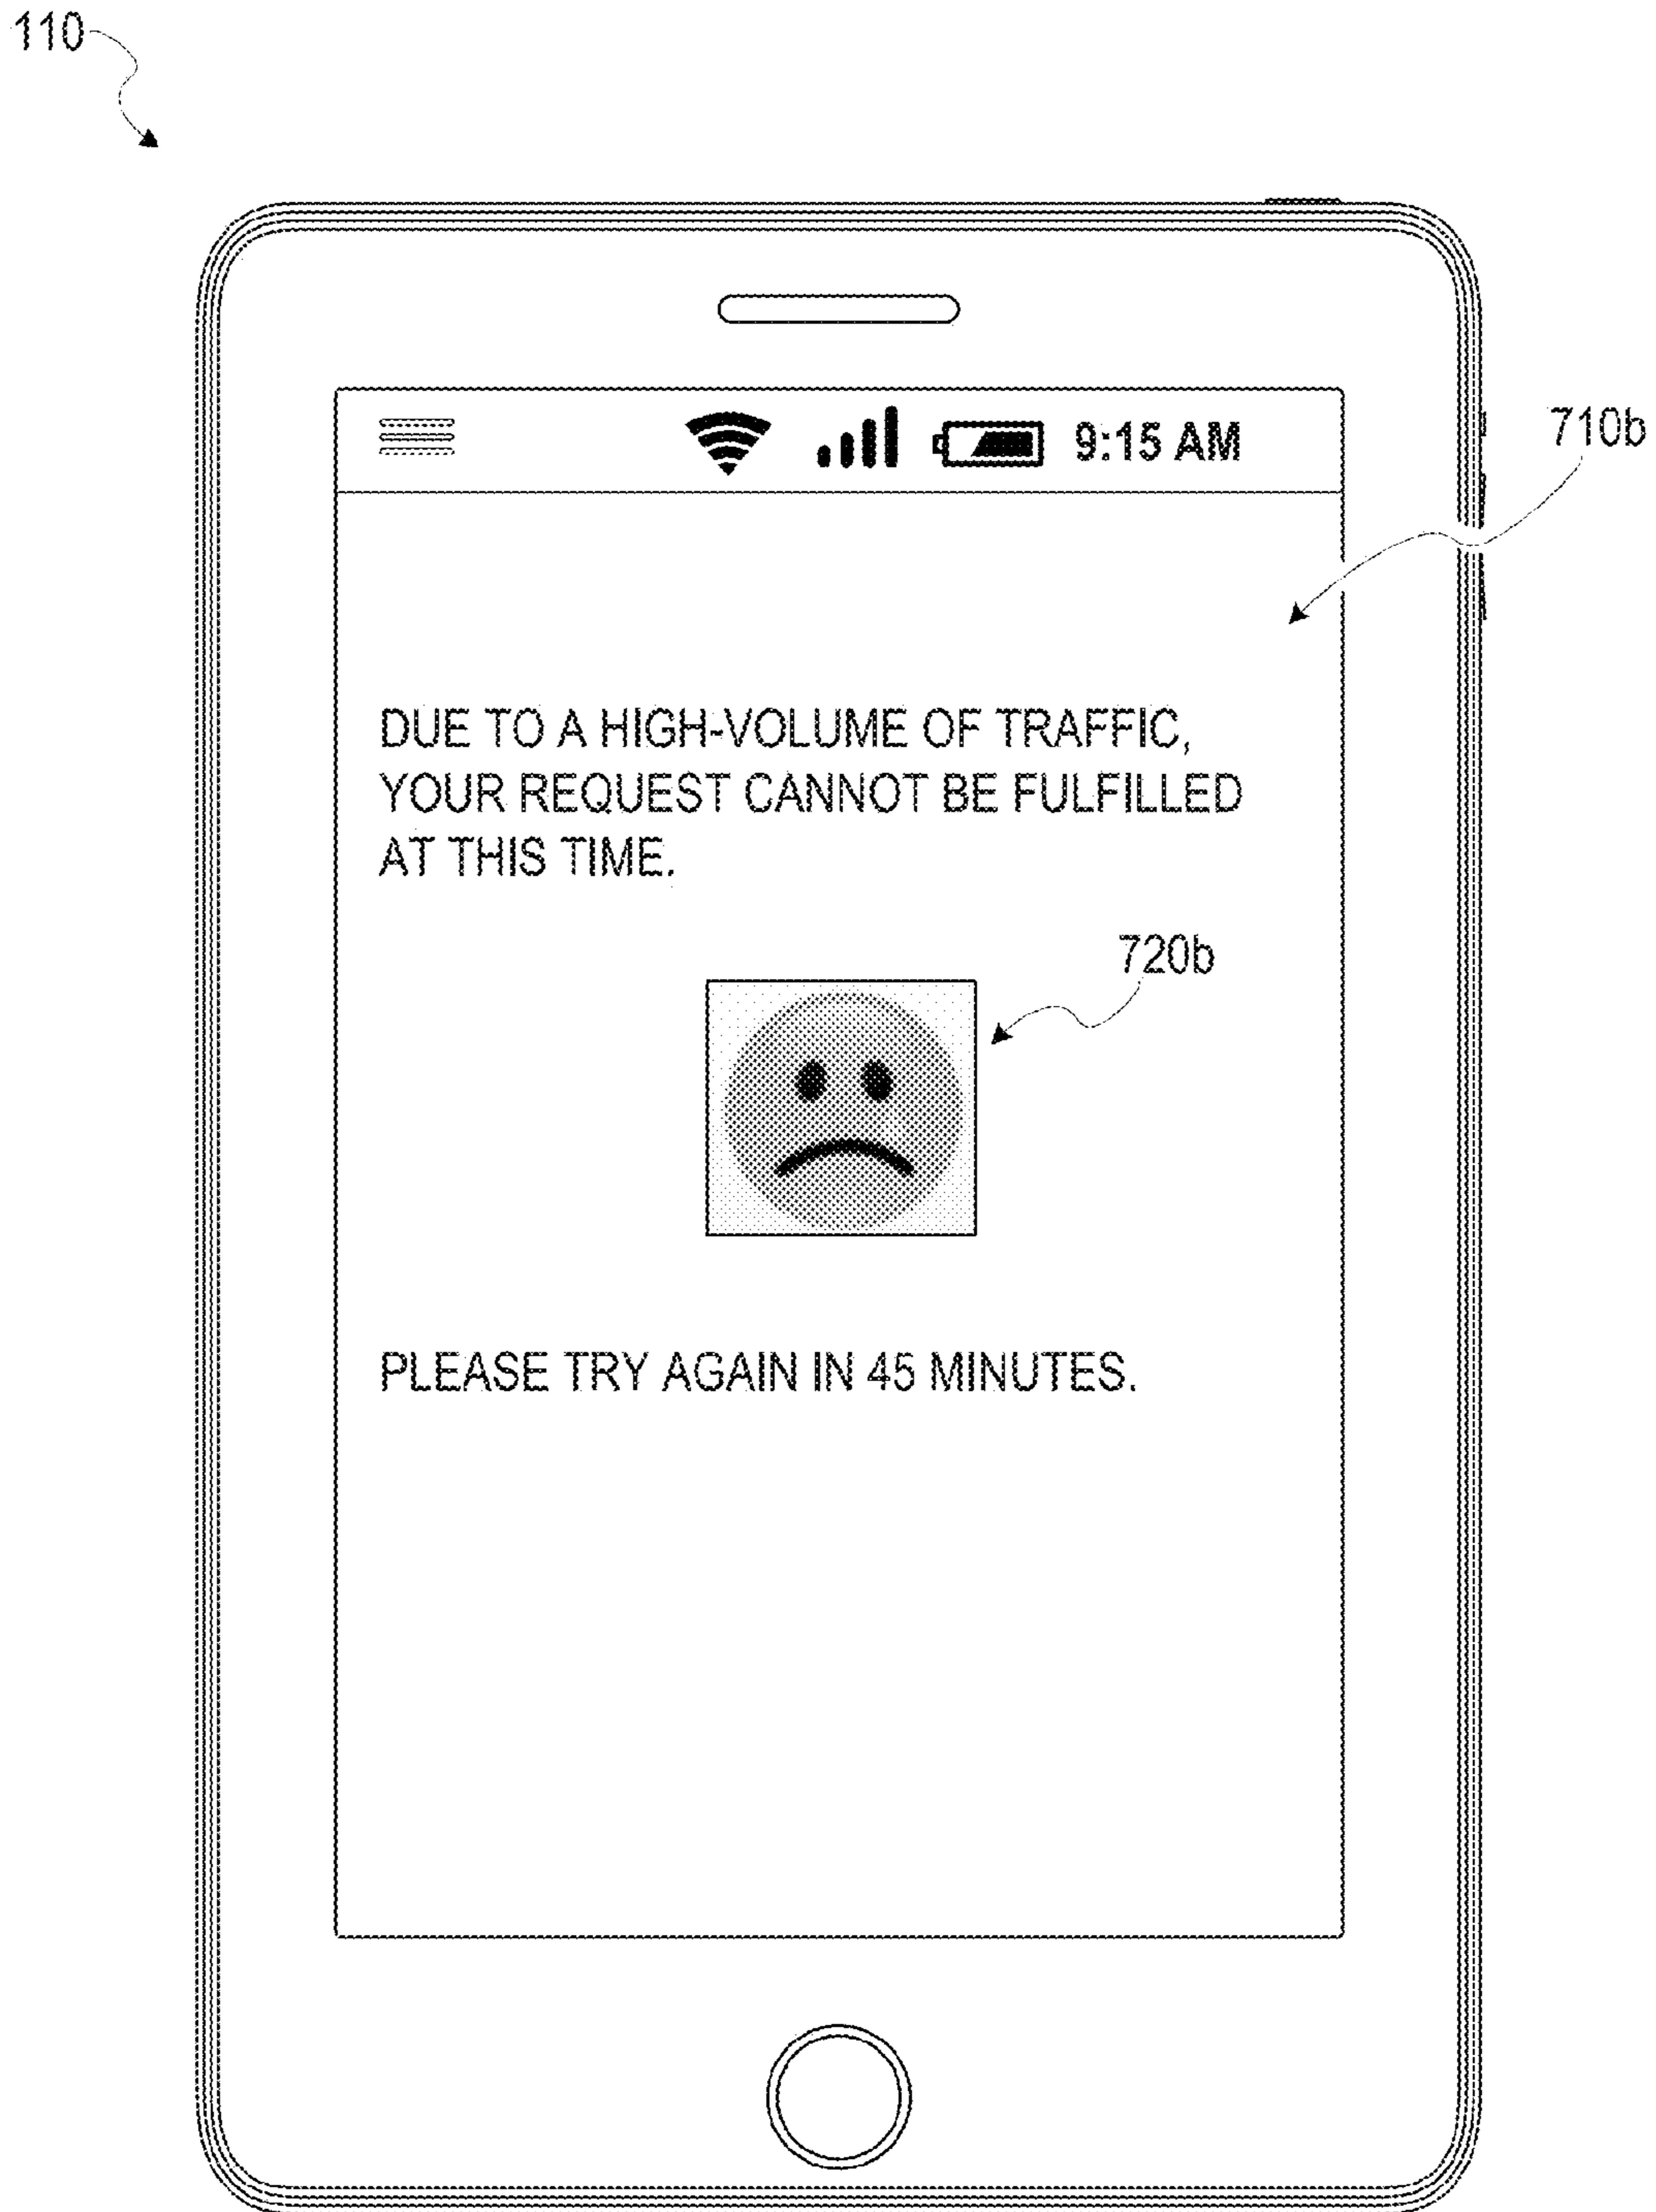 110
9:15 AM
710b
DUE TO A HIGH-VOLUME OF TRAFFIC,
YOUR REQUEST CANNOT BE FULFILLED
AT THIS TIME.
720b
PLEASE TRY AGAIN IN 45 MINUTES.